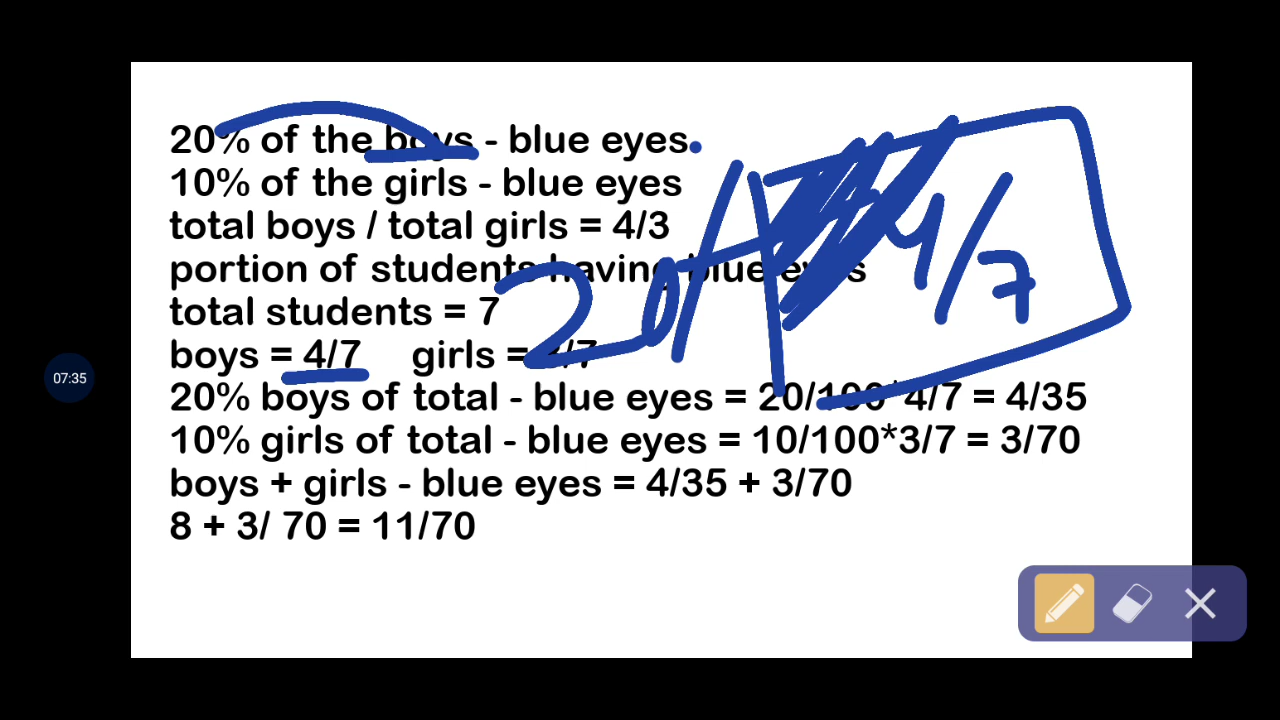 20% of the boys - blue eyes.
10% of the girls - blue eyes
total boys / total girls = 4/3
portion of students having blue eyes
total students = 7
boys = 4/7 girls = 3/7
20% boys of total - blue eyes = 20/100*4/7 = 4/35
10% girls of total - blue eyes = 10/100*3/7 = 3/70
boys + girls - blue eyes = 4/35 + 3/70
8 + 3/ 70 = 11/70
4/7
07:35